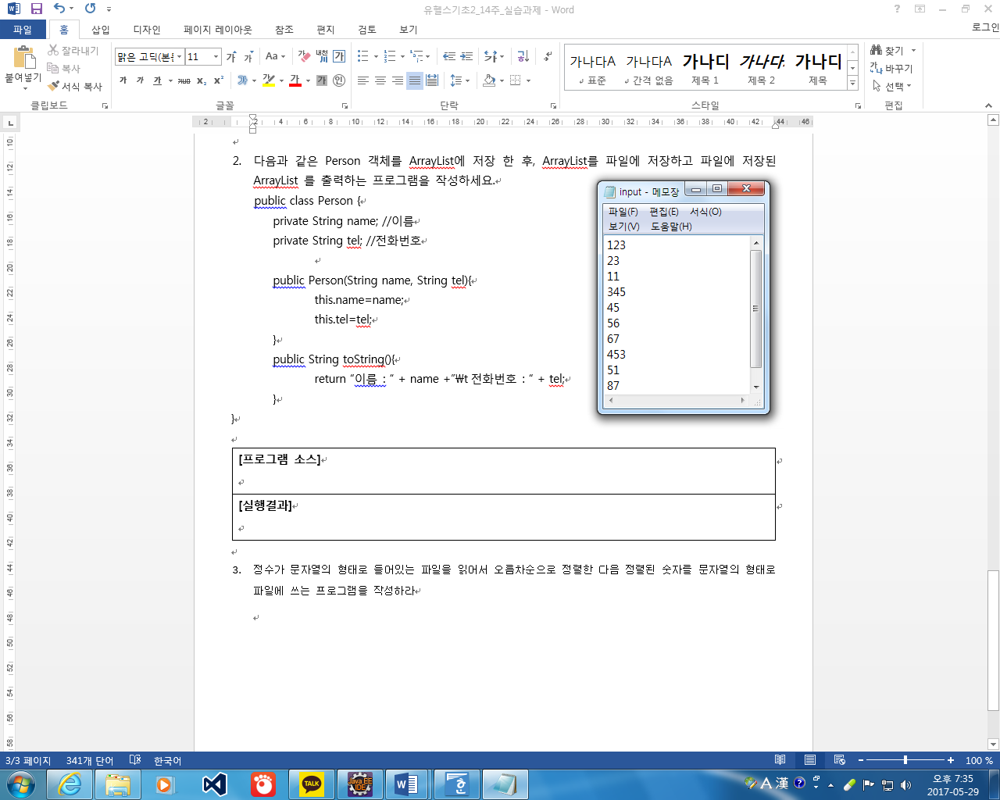 유헬스기초2_14주_실습과제 - Word
파일
홈
삽입
디자인
페이지 레이아웃
참조
편지
검토
보기
로그인
붙여넣기
잘라내기
복사
서식 복사
클립보드
맑은 고딕(본문
11
글꼴
단락
가나다A
표준
가나다A
간격 없음
가나디
제목 1
가나다.
제목 2
가나디
제목
스타일
찾기
바꾸기
선택
편집
2. 다음과 같은 Person 객체를 ArrayList에 저장 한 후, ArrayList를 파일에 저장하고 파일에 저장된
ArrayList 를 출력하는 프로그램을 작성하세요.
public class Person {
private String name; //이름
private String tel; //전화번호
public Person(String name, String tel){
this.name=name;
this.tel=tel;
}
public String toString(){
return "이름 : " + name +"₩t 전화번호 : " + tel;
}
}
[프로그램 소스]
[실행결과]
3. 정수가 문자열의 형태로 들어있는 파일을 읽어서 오름차순으로 정렬한 다음 정렬된 숫자를 문자열의 형태로
파일에 쓰는 프로그램을 작성하라
input - 메모장
파일(F) 편집(E) 서식(O)
보기(V) 도움말(H)
123
23
11
345
45
56
67
453
51
87
3/3 페이지
341개 단어
한국어
100 %
TALK
Java EE
IDE
A 漢
오후 7:35
2017-05-29